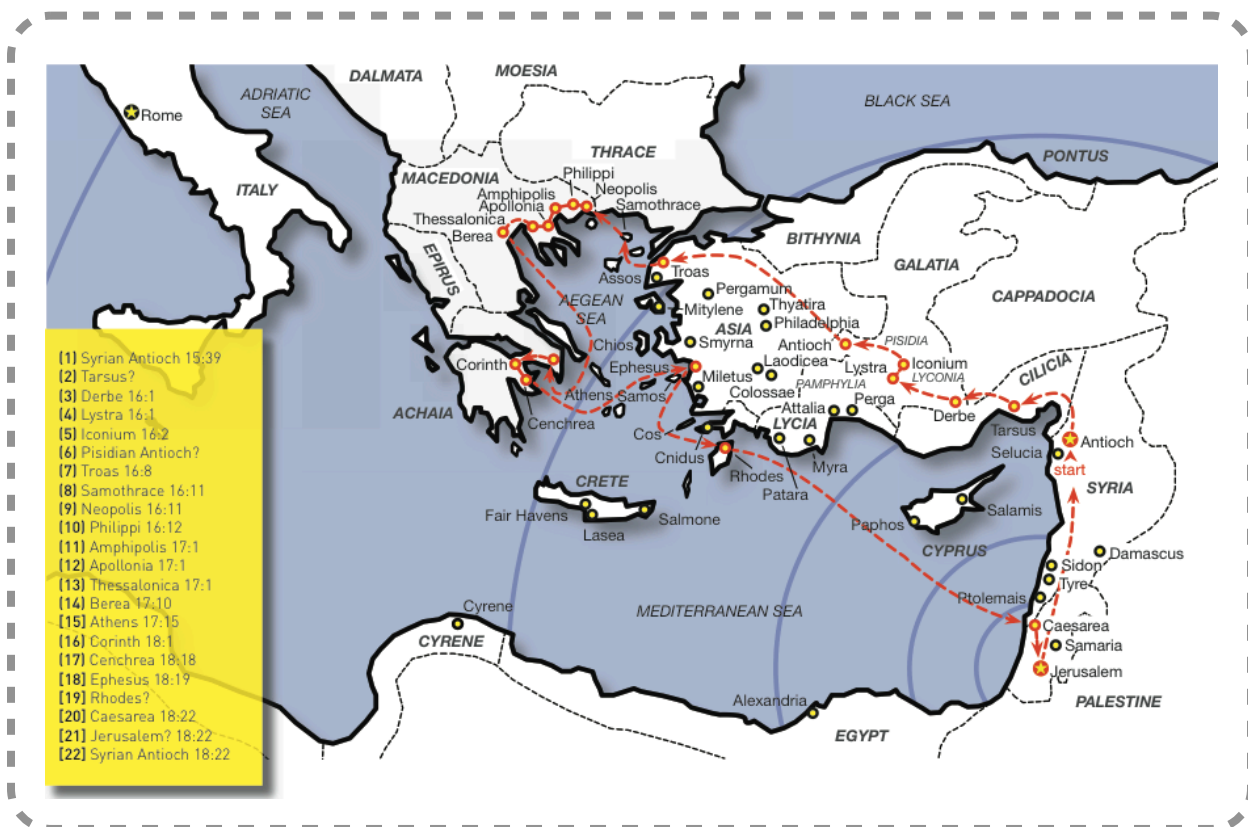 DALMATA
MOESIA
ADRIATIC
SEA
BLACK SEA
Rome
THRACE
PONTUS
Philippi
MACEDONIA
Neopolis
Amphipolis
ITALY
Apollonia
Samothrace
Thessalonica
Berea
BITHYNIA
EPIRUS
GALATIA
Troas
Assos
Pergamum
CAPPADOCIA
AEGEAN
SEA
Mitylene
Thyatira
ASIA
Philadelphia
Smyrna
Chios
Antioch
PISIDIA
Laodicea
Corinth
Ephesus
Lystra
Iconium
LYCONIA
CILICIA
Miletus
PAMPHYLIA
Colossae
Athens
Samos
Perga
ACHAIA
Attalia
Derbe
Cenchrea
LYCIA
Tarsus
Cos
Antioch
Selucia
Cnidus
start
Myra
Rhodes
CRETE
Patara
SYRIA
Fair Havens
Salmone
Salamis
Lasea
Paphos
CYPRUS
Damascus
Sidon
Tyre
Ptolemais
Cyrene
MEDITERRANEAN SEA
Caesarea
CYRENE
Samaria
Jerusalem
Alexandria
PALESTINE
EGYPT
(1) Syrian Antioch 15:39
(2) Tarsus?
(3) Derbe 16:1
(4) Lystra 16:1
(5) Iconium 16:2
(6) Pisidian Antioch?
(7) Troas 16:8
(8) Samothrace 16:11
(9) Neopolis 16:11
(10) Philippi 16:12
(11) Amphipolis 17:1
(12) Apollonia 17:1
(13) Thessalonica 17:1
(14) Berea 17:10
(15) Athens 17:15
(16) Corinth 18:1
(17) Cenchrea 18:18
[18] Ephesus 18:19
[19] Rhodes?
[20] Caesarea 18:22
[21] Jerusalem? 18:22
[22] Syrian Antioch 18:22